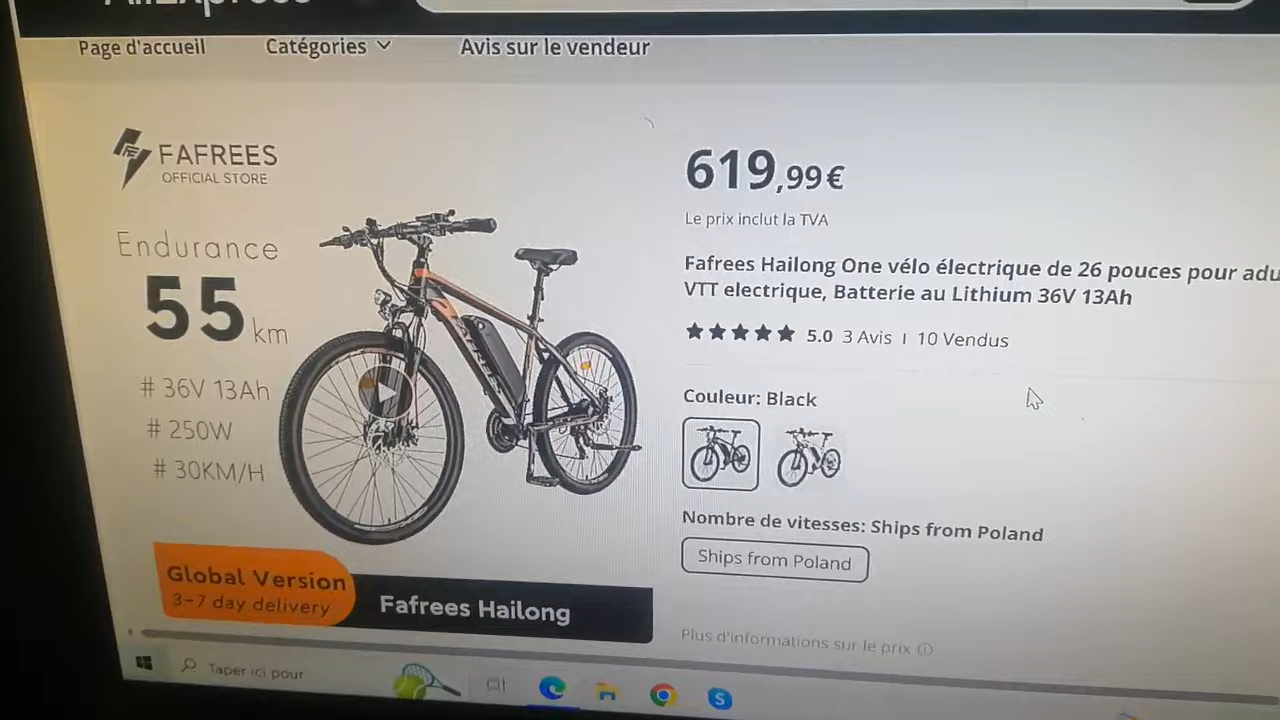 AliExpress
Page d'accueil
Catégories
Avis sur le vendeur
FAFREES
OFFICIAL STORE
Endurance
55 km
# 36V 13Ah
# 250W
# 30KM/H
Global Version
3-7 day delivery
Fafrees Hailong
FAFREES
619,99€
Le prix inclut la TVA
Fafrees Hailong One vélo électrique de 26 pouces pour adu
VTT electrique, Batterie au Lithium 36V 13Ah
5.0 3 Avis | 10 Vendus
Couleur: Black
Nombre de vitesses: Ships from Poland
Ships from Poland
Plus d'informations sur le prix
Taper ici pour